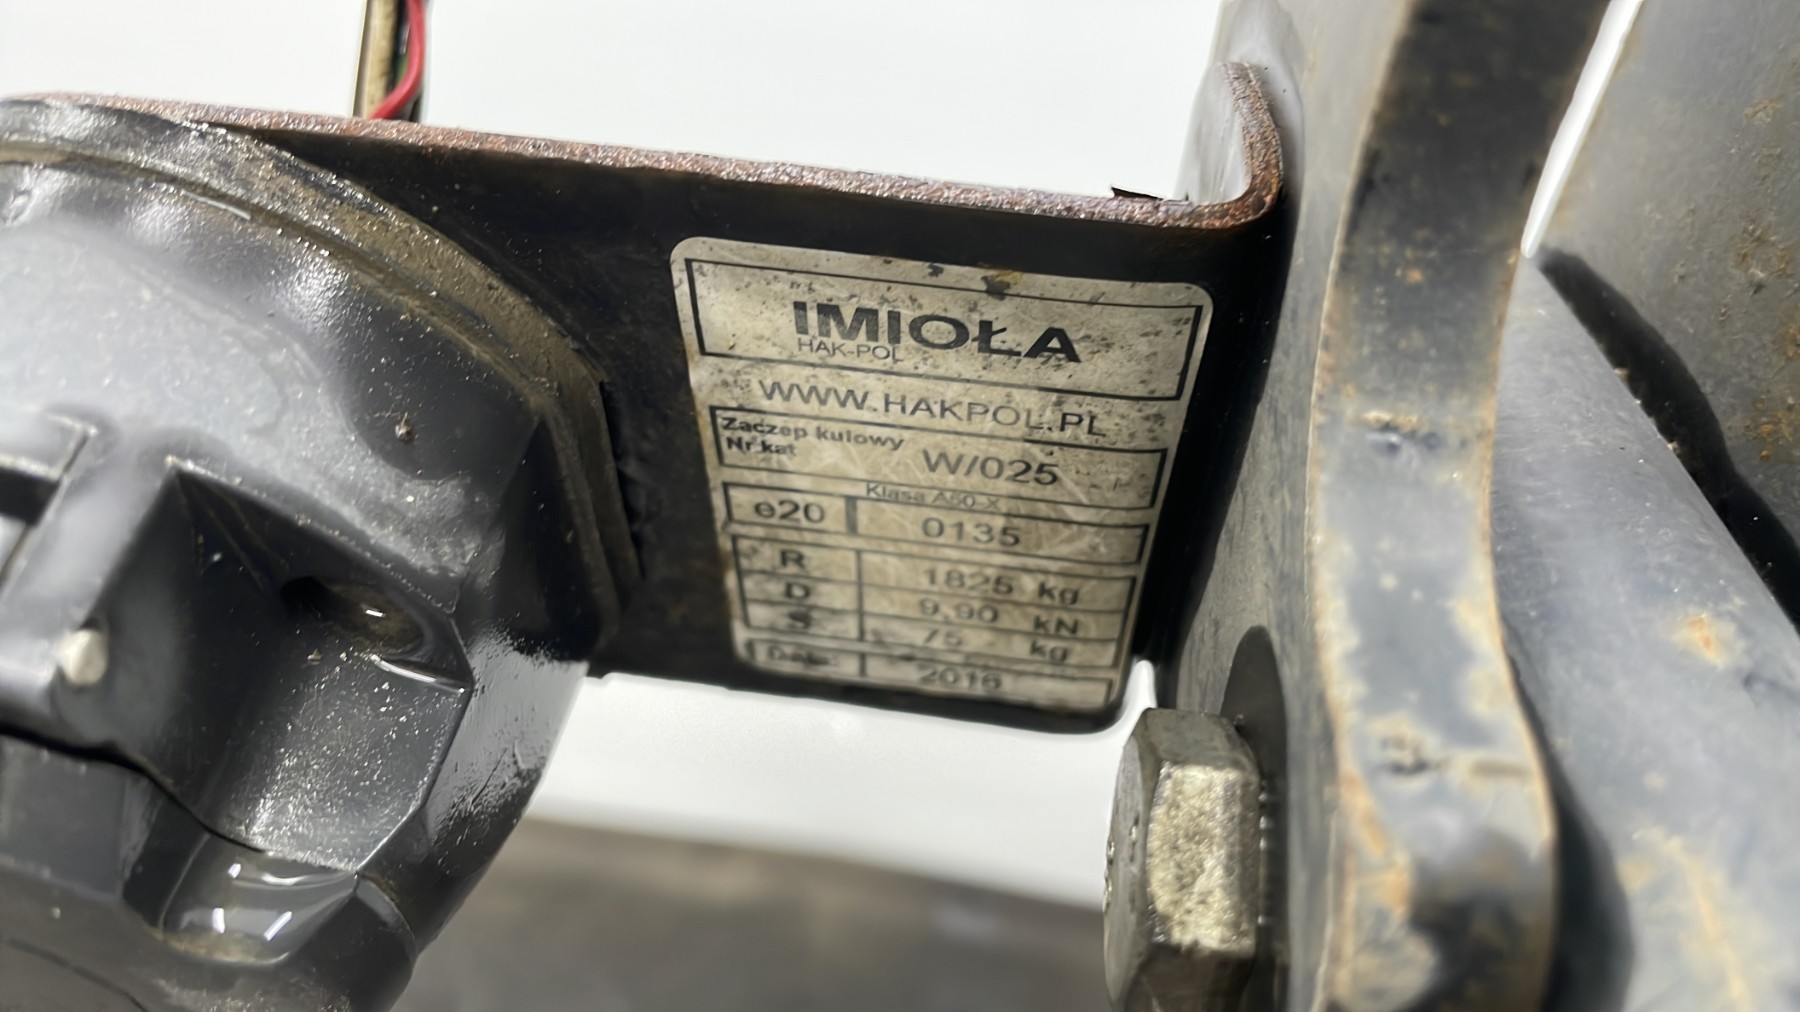 IMIOŁA
HAK-POL
WWW.HAKPOL.PL
Zaczep kulowy
Nr kat W/025
Klasa A50-X
e20 0135
R 1825 kg
D 9,90 kN
S 75 kg
Data 2016